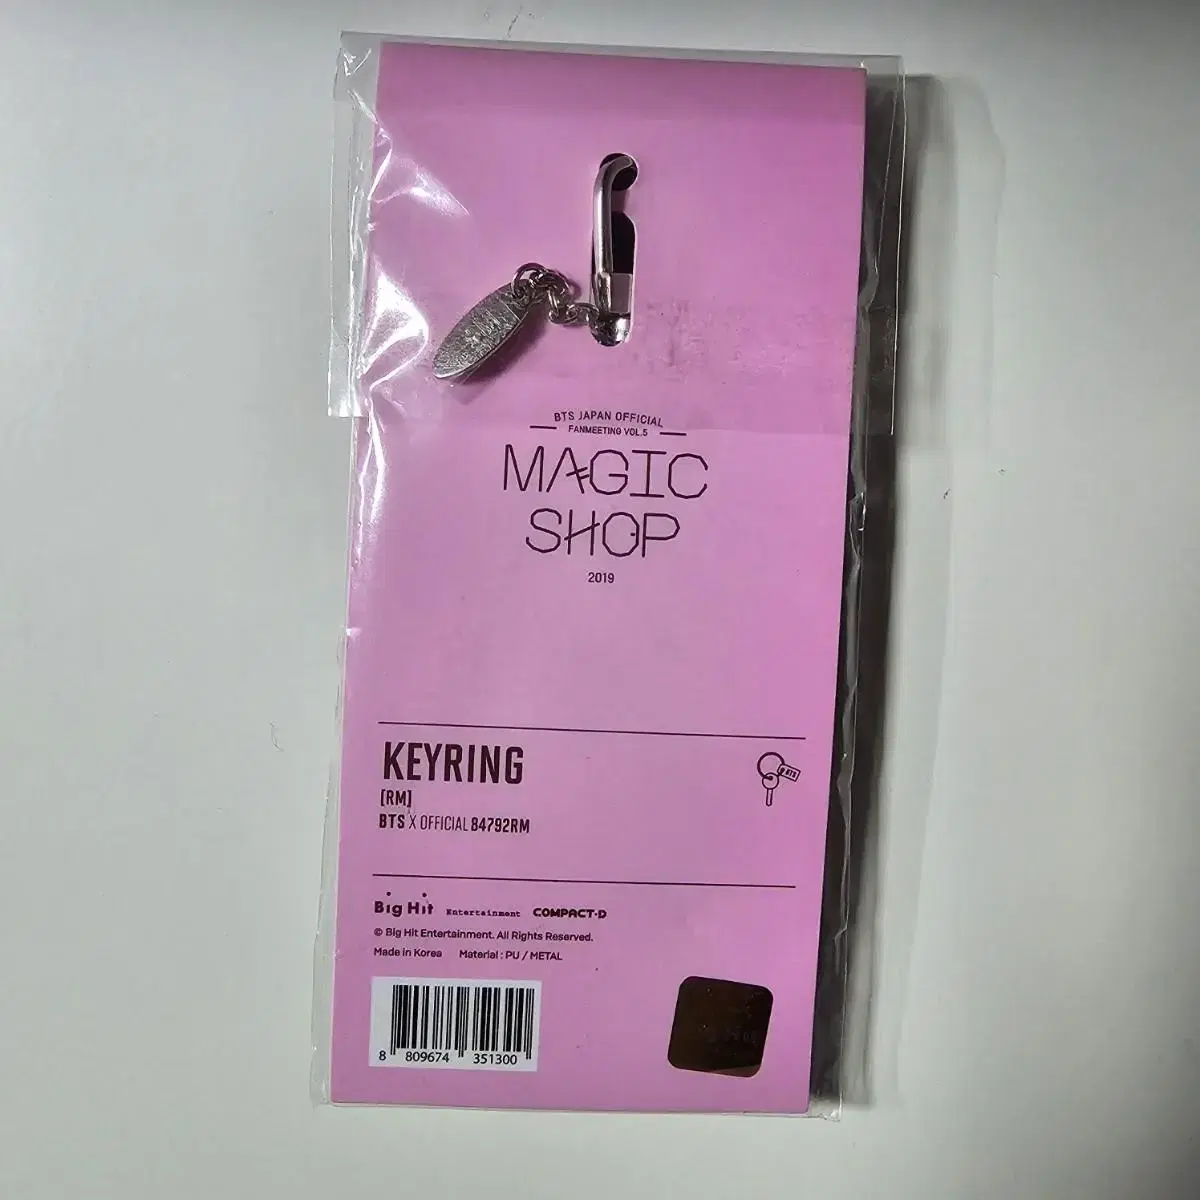 BTS JAPAN OFFICIAL
FANMEETING VOL.5
MAGIC
SHOP
2019
KEYRING
[RM]
BTS X OFFICIAL 84792RM
BTS
Big Hit Entertainment COMPACT·D
© Big Hit Entertainment. All Rights Reserved.
Made in Korea Material : PU / METAL
8 809674 351300